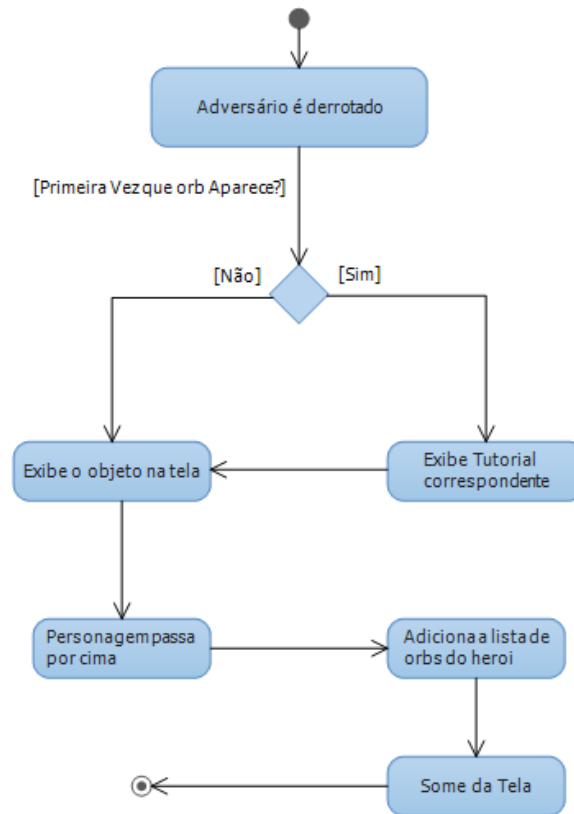 Adversário é derrotado
[Primeira Vez que orb Aparece?]
[Não]
[Sim]
Exibe o objeto na tela
Exibe Tutorial
correspondente
Personagem passa
por cima
Adiciona a lista de
orbs do heroi
Some da Tela